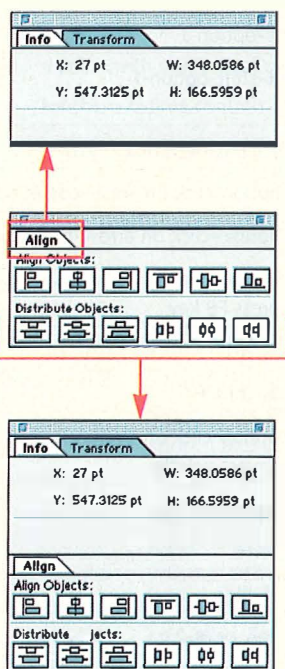 Info Transform
X: 27 pt W: 348.0586 pt
Y: 547.3125 pt H: 166.5959 pt
Align
Align Objects:
Distribute Objects:
Info Transform
X: 27 pt W: 348.0586 pt
Y: 547.3125 pt H: 166.5959 pt
Align
Align Objects:
Distribute jects: